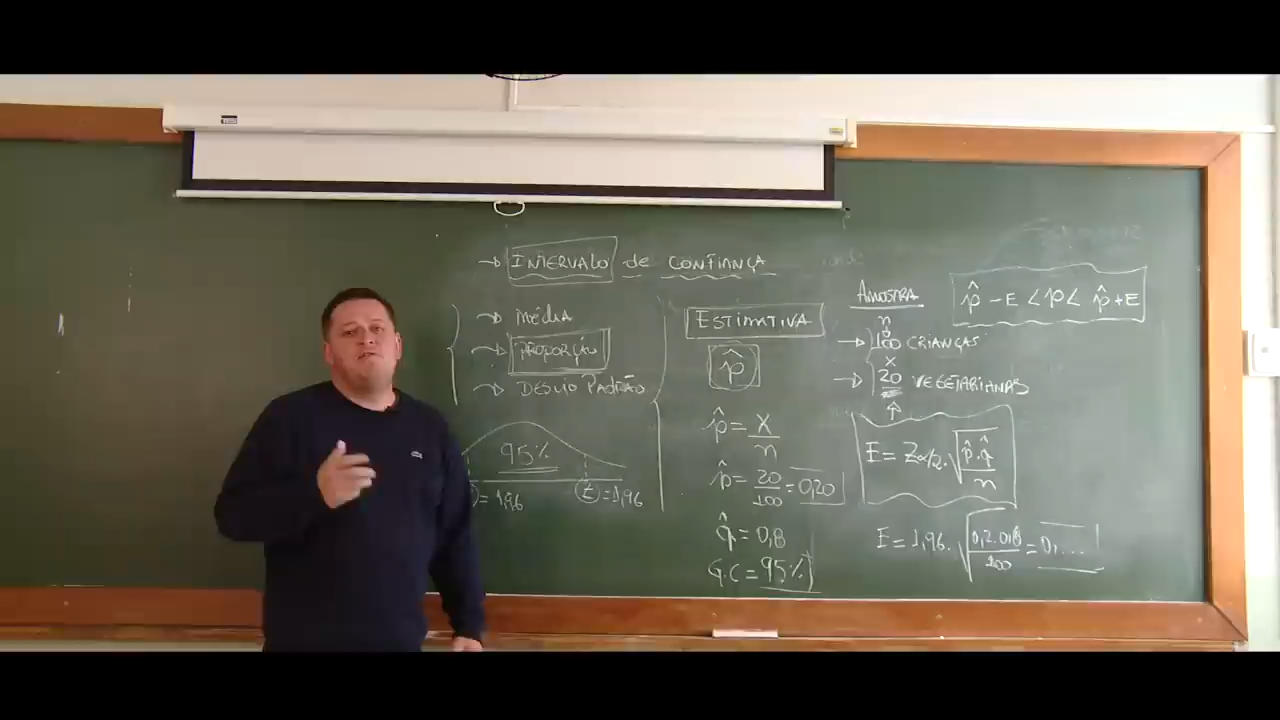 → INTERVALO de CONFIANÇA
→ MÉDIA
→ PROPORÇÃO
→ DESVIO PADRÃO
95%
)=1,96
(z)=1,96
ESTIMATIVA
p̂
p̂ = X/n
p̂ = 20/100 = 0,20
q̂ = 0,8
G.C = 95%
AMOSTRA
n
→ 100 CRIANÇAS
X
→ 20 VEGETARIANAS
E = Zα/2 . √(p̂.q̂/n)
E = 1,96 . √(0,2.0,8/100) = 0,....
p̂ - E < p < p̂ + E